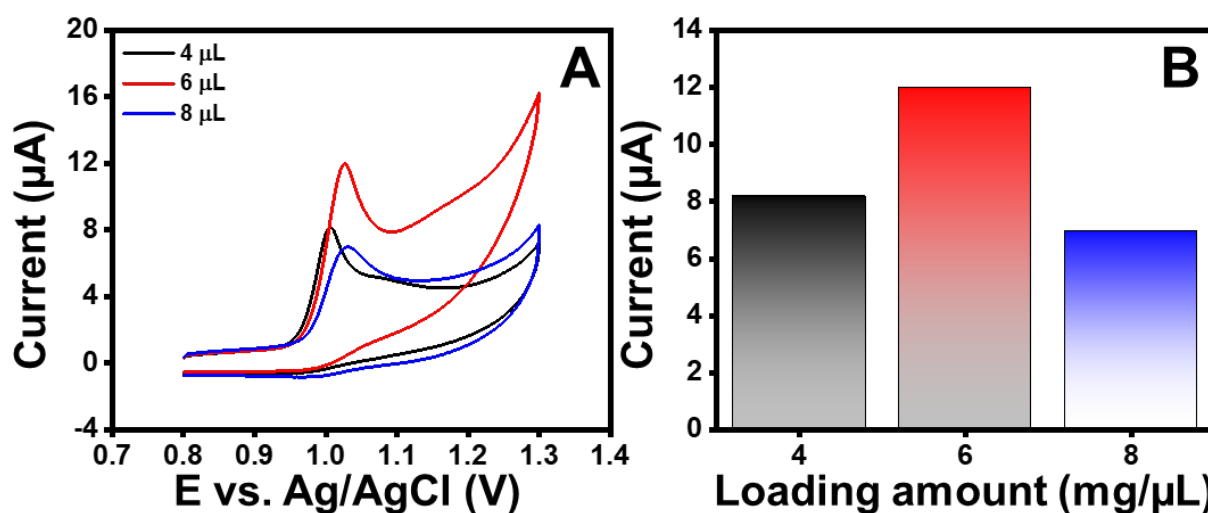 A
4 μL
6 μL
8 μL
20
16
12
8
4
0
-4
Current (μA)
0.7 0.8 0.9 1.0 1.1 1.2 1.3 1.4
E vs. Ag/AgCl (V)
B
14
12
10
8
6
4
2
0
Current (μA)
4 6 8
Loading amount (mg/μL)